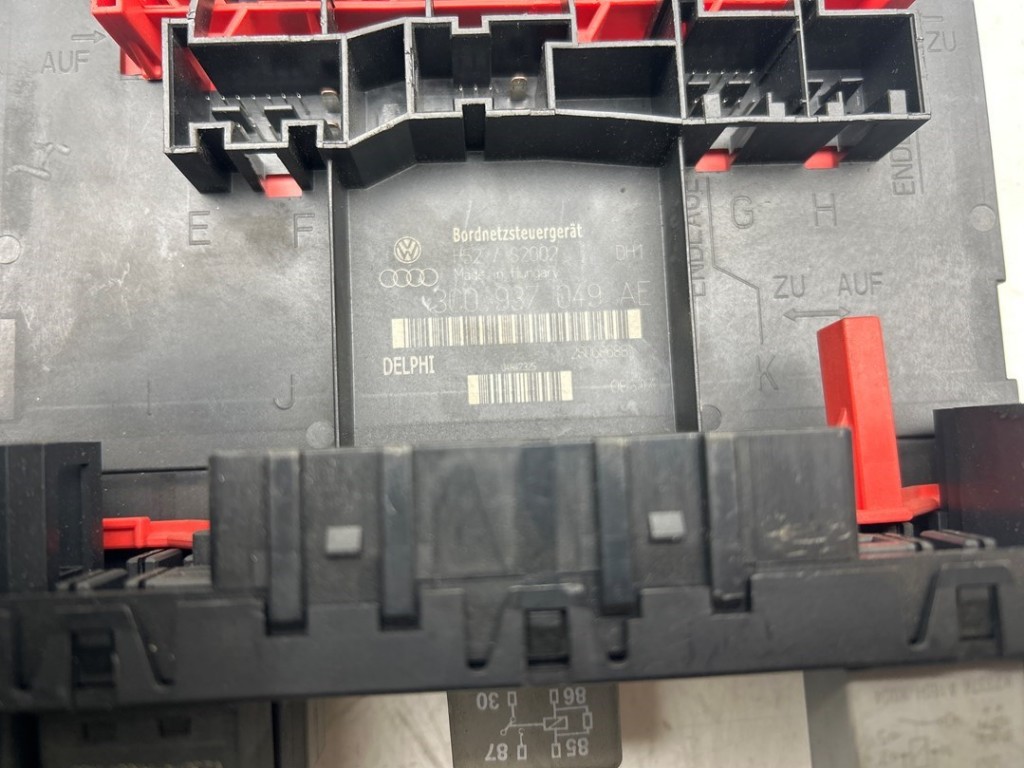 AUF
ZU
E
F
G
H
ENDLAGE
END
Bordnetzsteuergerät
DH1
Made in Hungary
3C0 937 049 AE
DELPHI
ZU AUF
I
J
K
86
30
87
85